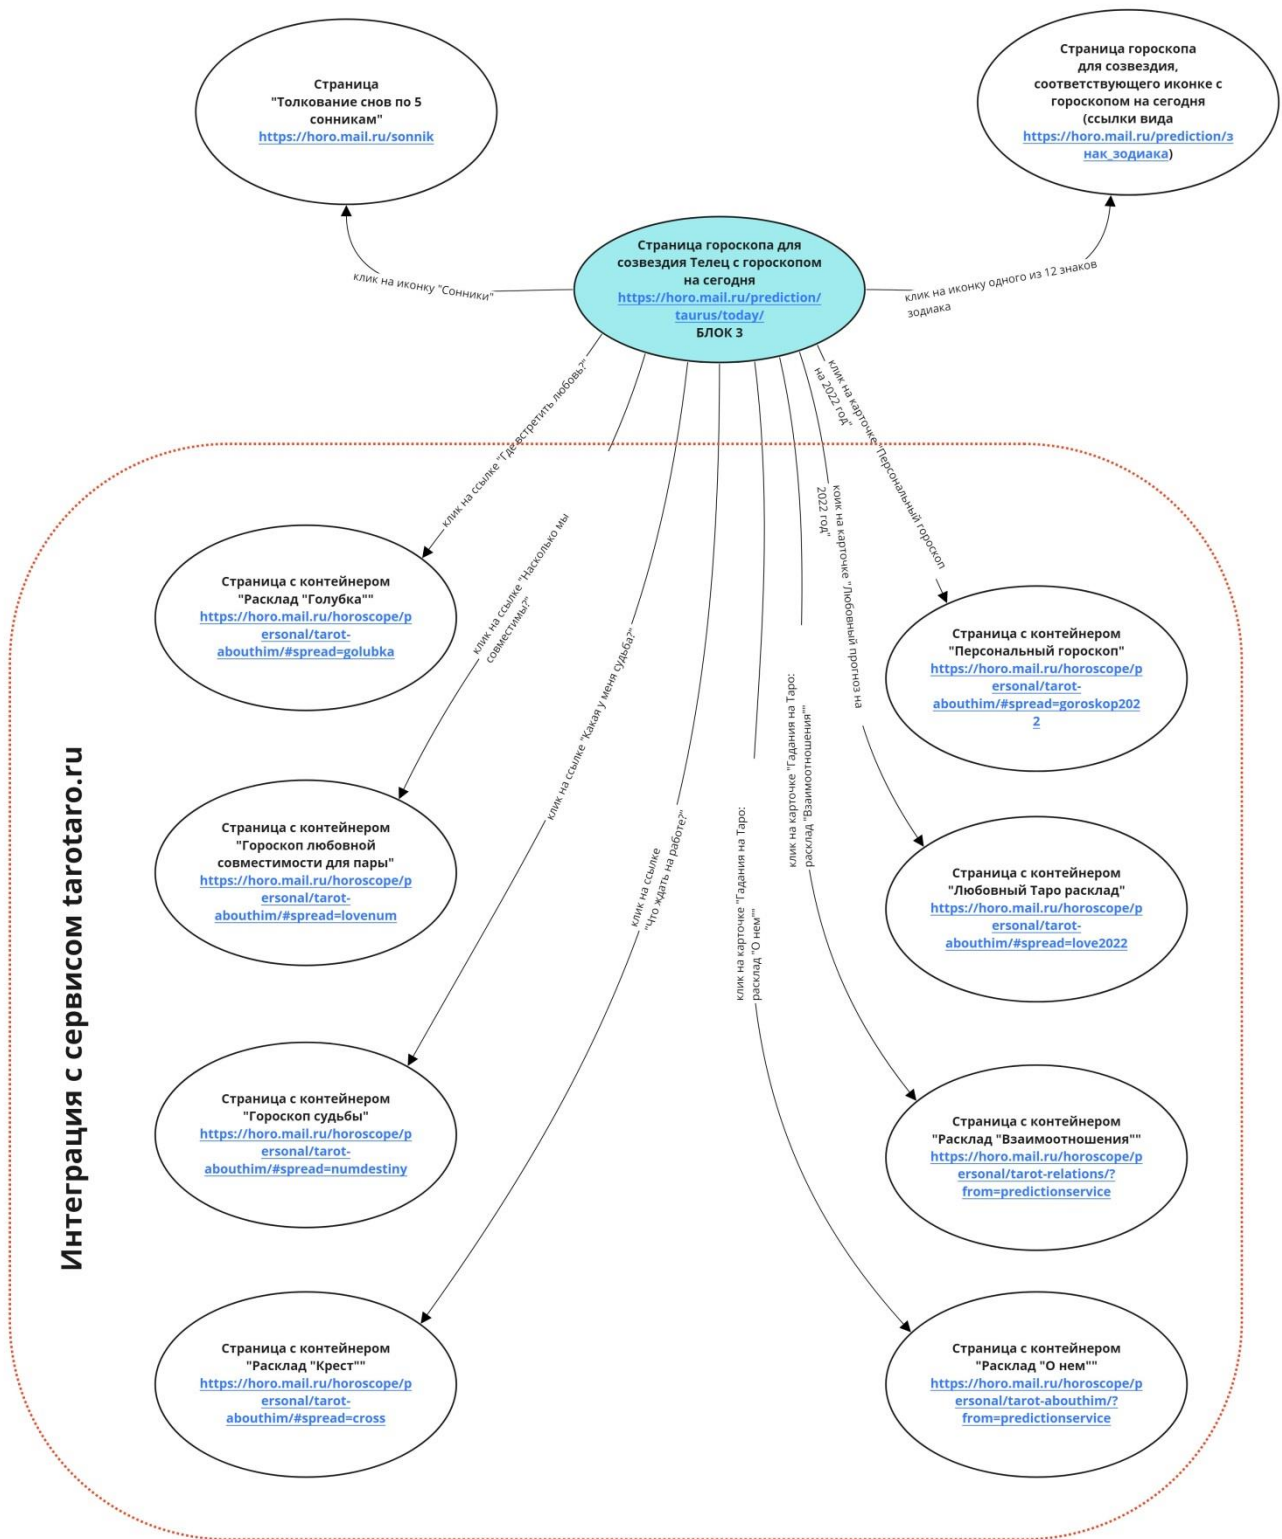 Страница
"Толкование снов по 5
сонникам"
https://horo.mail.ru/sonnik
Страница гороскопа
для созвездия,
соответствующего иконке с
гороскопом на сегодня
(ссылки вида
https://horo.mail.ru/prediction/з
нак_зодиака)
Страница гороскопа для
созвездия Телец с гороскопом
на сегодня
https://horo.mail.ru/prediction/
taurus/today/
БЛОК 3
клик на иконку "Сонники"
клик на иконку одного из 12 знаков
зодиака
клик на ссылке "Где встретить любовь?"
клик на ссылке "Насколько мы
совместимы?"
клик на ссылке "Какая у меня судьба?"
клик на ссылке
"Что ждать на работе?"
клик на карточке "Гадания на Таро:
расклад "О нем""
клик на карточке "Гадания на Таро:
расклад "Взаимоотношения""
коик на карточке "Любовный прогноз на
2022 год"
клик на карточке "Персональный гороскоп
на 2022 год"
Интеграция с сервисом tarotaro.ru
Страница с контейнером
"Расклад "Голубка""
https://horo.mail.ru/horoscope/p
ersonal/tarot-
abouthim/#spread=golubka
Страница с контейнером
"Гороскоп любовной
совместимости для пары"
https://horo.mail.ru/horoscope/p
ersonal/tarot-
abouthim/#spread=lovenum
Страница с контейнером
"Гороскоп судьбы"
https://horo.mail.ru/horoscope/p
ersonal/tarot-
abouthim/#spread=numdestiny
Страница с контейнером
"Расклад "Крест""
https://horo.mail.ru/horoscope/p
ersonal/tarot-
abouthim/#spread=cross
Страница с контейнером
"Персональный гороскоп"
https://horo.mail.ru/horoscope/p
ersonal/tarot-
abouthim/#spread=goroskop202
2
Страница с контейнером
"Любовный Таро расклад"
https://horo.mail.ru/horoscope/p
ersonal/tarot-
abouthim/#spread=love2022
Страница с контейнером
"Расклад "Взаимоотношения""
https://horo.mail.ru/horoscope/p
ersonal/tarot-relations/?
from=predictionservice
Страница с контейнером
"Расклад "О нем""
https://horo.mail.ru/horoscope/p
ersonal/tarot-abouthim/?
from=predictionservice